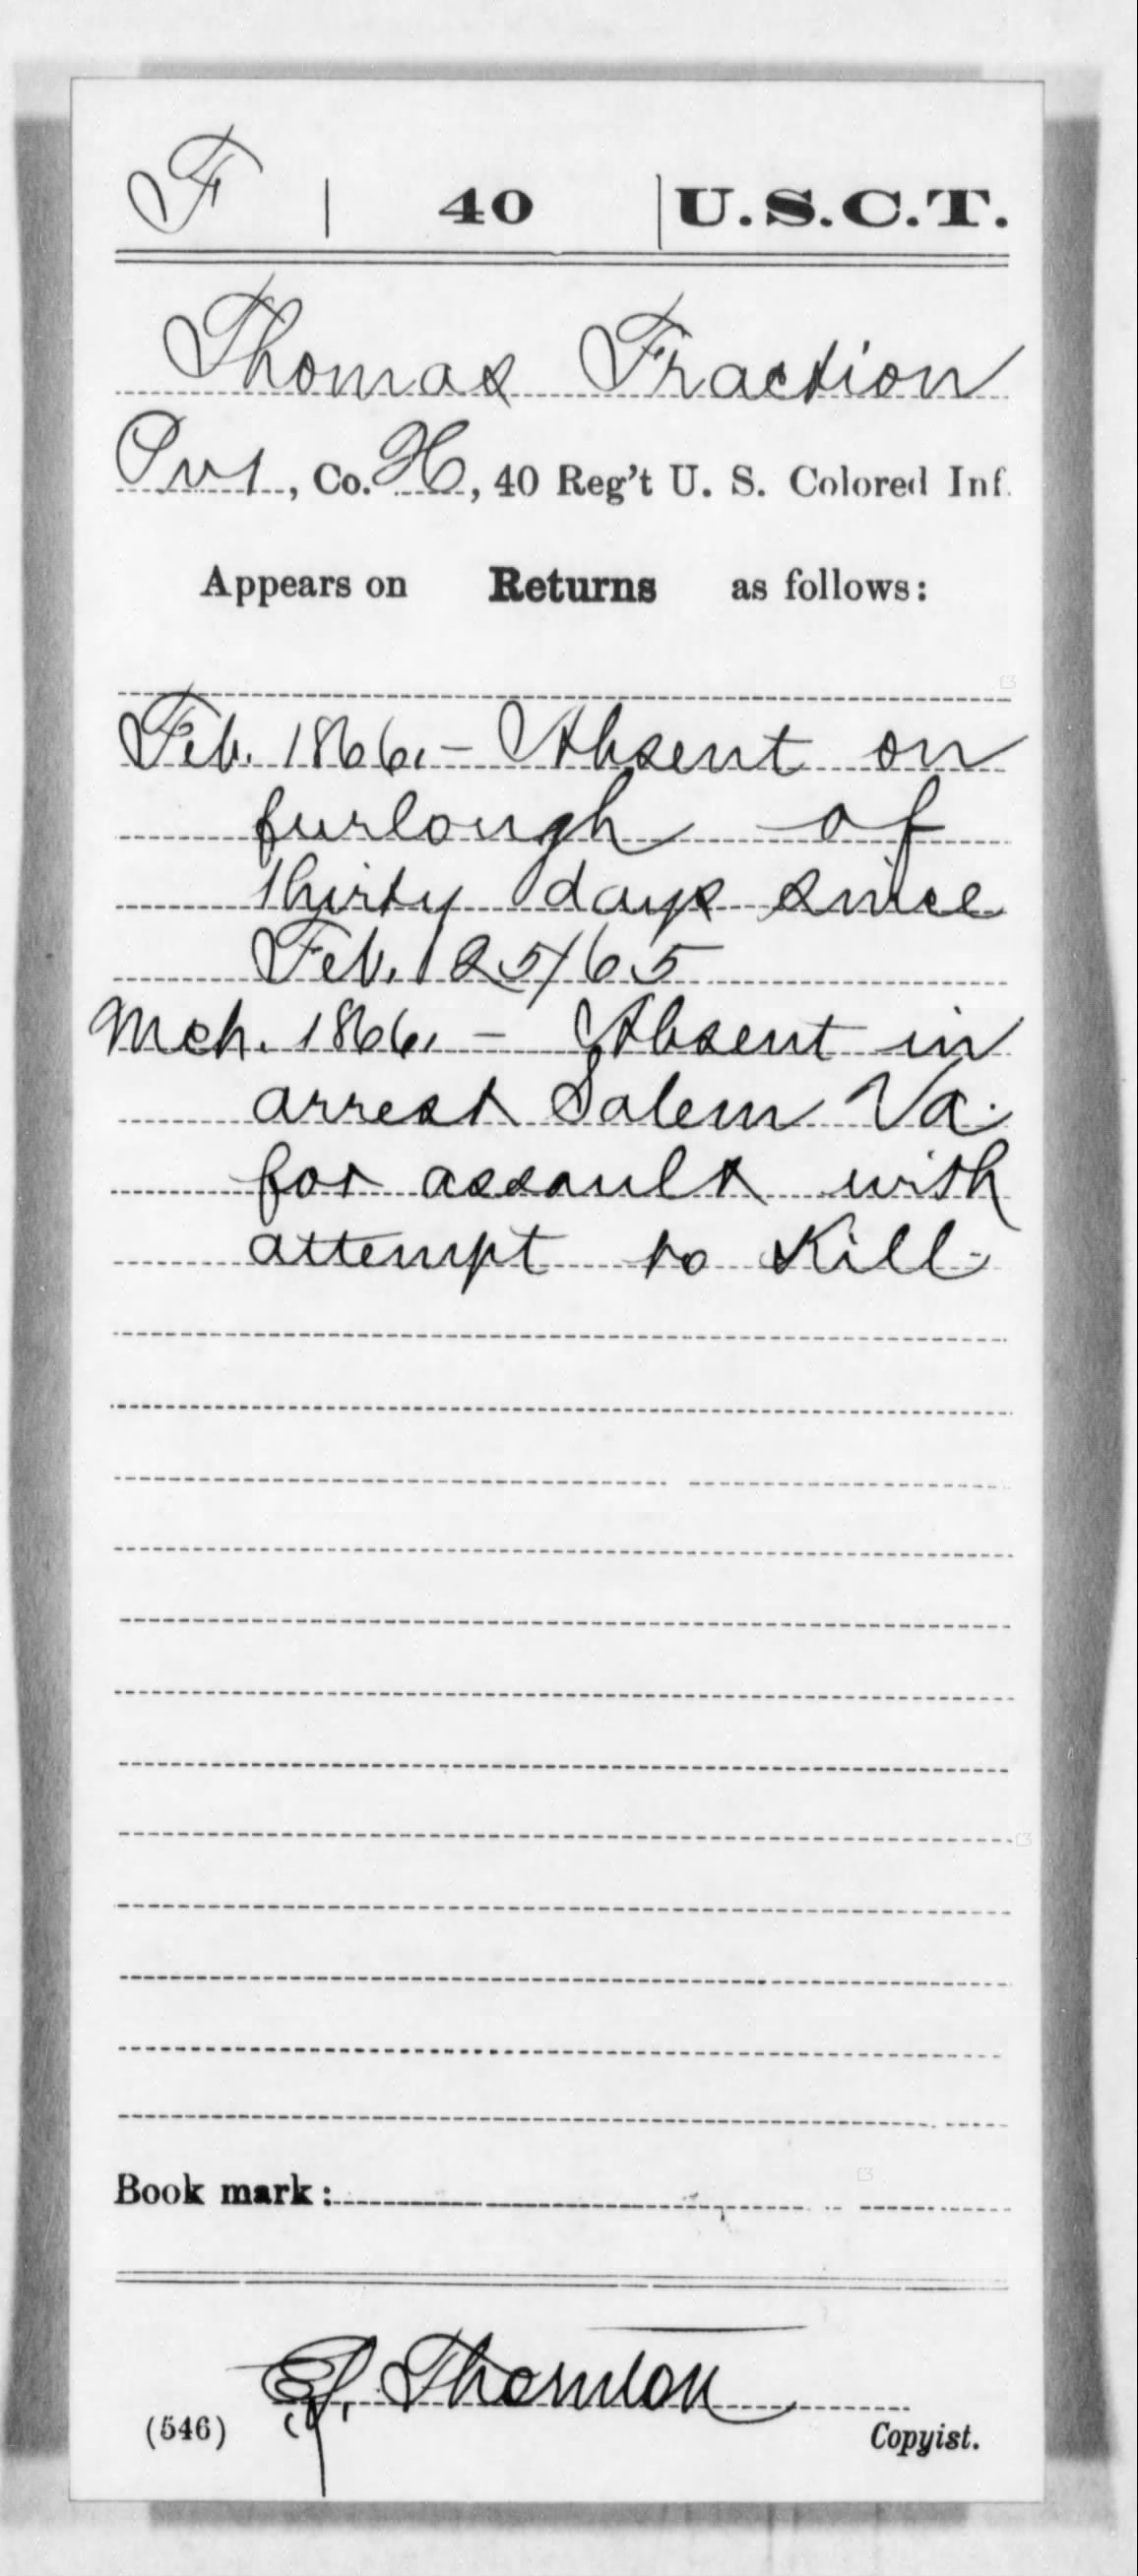 F | 40 | U.S.C.T.
Thomas Fraction
Pvt, Co. H, 40 Reg't U. S. Colored Inf.
Appears on Returns as follows:
Feb. 1866. – Absent on
furlough of
thirty days since
Feb. 25/65
Mch. 1866. – Absent in
arrest Salem Va.
for assault with
attempt to Kill
Book mark:
Thornton
(546)
Copyist.